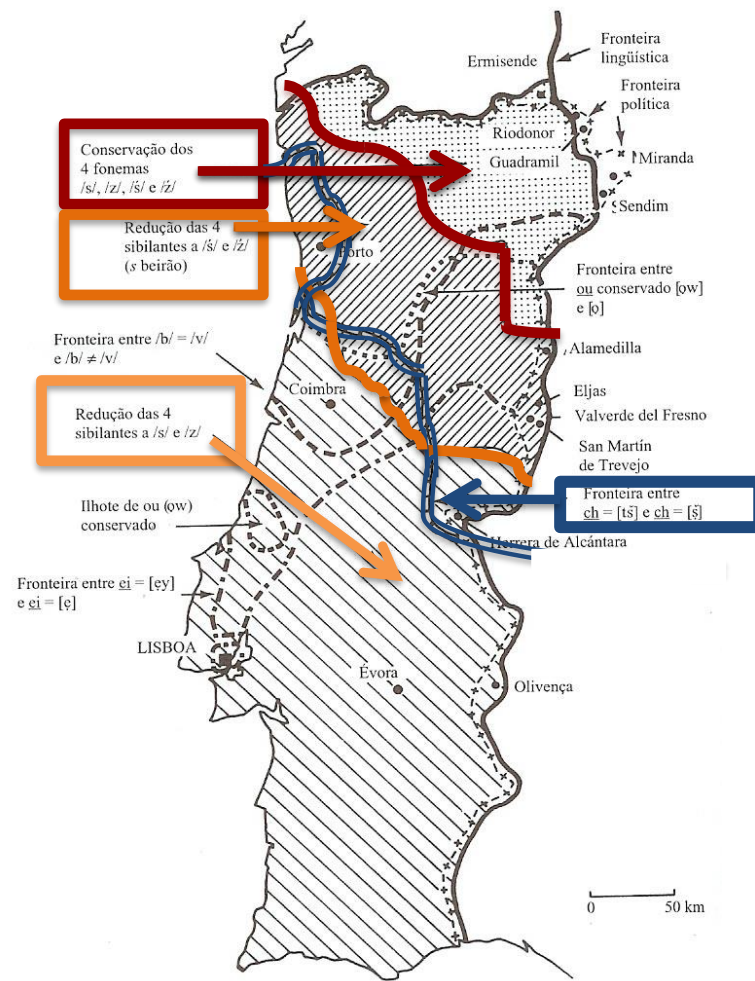 Fronteira
lingüística
Ermisende
Fronteira
política
Riodonor
Guadramil
Miranda
Sendim
Conservação dos
4 fonemas
/s/, /z/, /ś/ e /ź/
Redução das 4
sibilantes a /ś/ e /ź/
(s beirão)
Porto
Fronteira entre
ou conservado [ọw]
e [ọ]
Fronteira entre /b/ = /v/
e /b/ ≠ /v/
Alamedilla
Coimbra
Eljas
Valverde del Fresno
San Martín
de Trevejo
Redução das 4
sibilantes a /s/ e /z/
Fronteira entre
ch = [tš] e ch = [š]
Ilhote de ou (ọw)
conservado
Herrera de Alcántara
Fronteira entre ei = [ẹy]
e ei = [ẹ]
LISBOA
Évora
Olivença
0 50 km